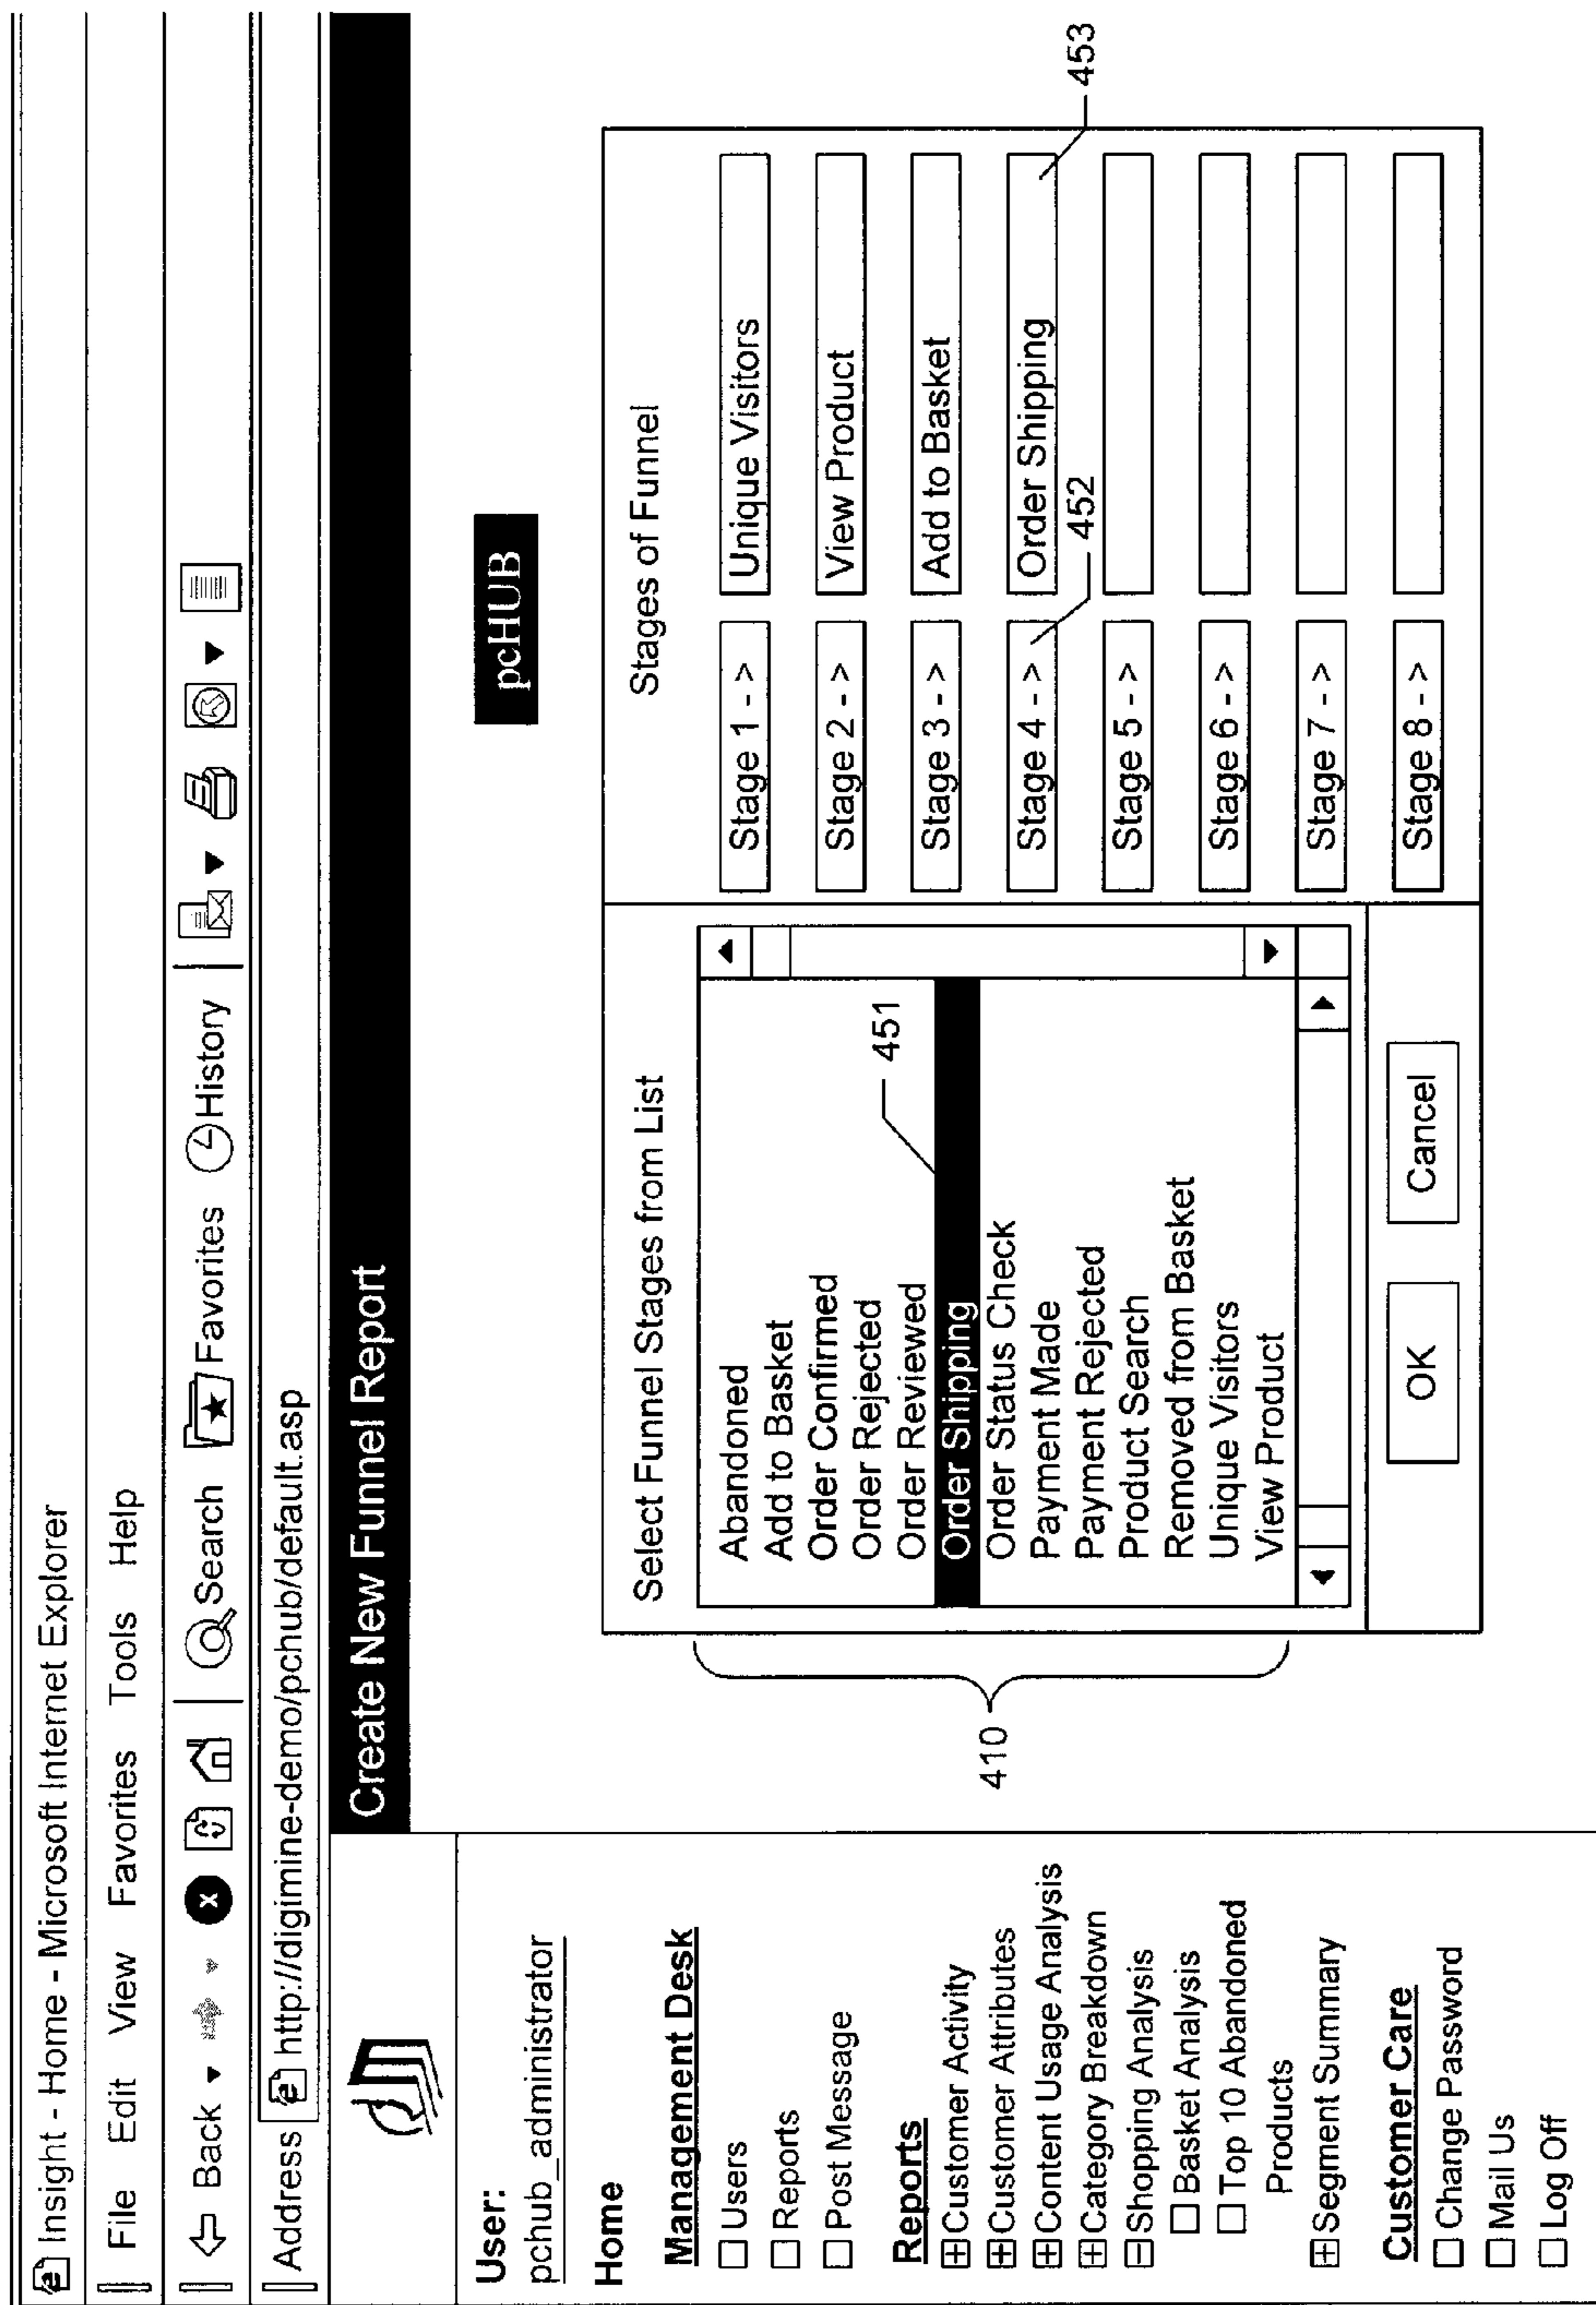 Insight - Home - Microsoft Internet Explorer
File Edit View Favorites Tools Help
Back Search Favorites History
Address http://digimine-demo/pchub/default.asp
Create New Funnel Report
User:
pchub_administrator
Home
Management Desk
Users
Reports
Post Message
Reports
Customer Activity
Customer Attributes
Content Usage Analysis
Category Breakdown
Shopping Analysis
Basket Analysis
Top 10 Abandoned
Products
Segment Summary
Customer Care
Change Password
Mail Us
Log Off
pcHUB
Select Funnel Stages from List
410
Abandoned
Add to Basket
Order Confirmed
Order Rejected
Order Reviewed
451
Order Shipping
Order Status Check
Payment Made
Payment Rejected
Product Search
Removed from Basket
Unique Visitors
View Product
OK Cancel
Stages of Funnel
Stage 1 - > Unique Visitors
Stage 2 - > View Product
Stage 3 - > Add to Basket
Stage 4 - > Order Shipping
453
452
Stage 5 - >
Stage 6 - >
Stage 7 - >
Stage 8 - >